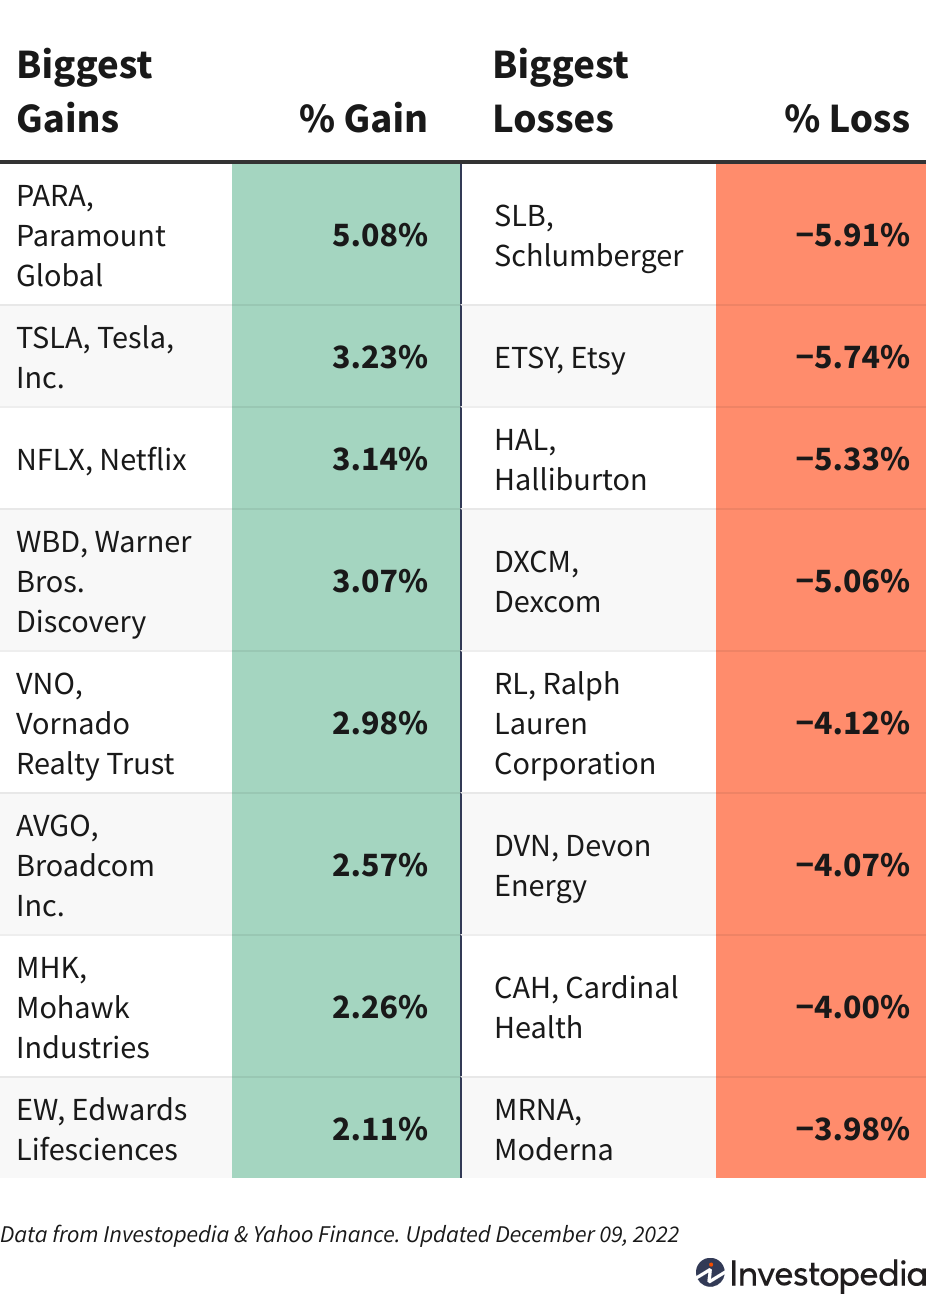 Biggest
Gains
% Gain
Biggest
Losses
% Loss
PARA,
Paramount
Global
5.08%
SLB,
Schlumberger
−5.91%
TSLA, Tesla,
Inc.
3.23%
ETSY, Etsy
−5.74%
NFLX, Netflix
3.14%
HAL,
Halliburton
−5.33%
WBD, Warner
Bros.
Discovery
3.07%
DXCM,
Dexcom
−5.06%
VNO,
Vornado
Realty Trust
2.98%
RL, Ralph
Lauren
Corporation
−4.12%
AVGO,
Broadcom
Inc.
2.57%
DVN, Devon
Energy
−4.07%
MHK,
Mohawk
Industries
2.26%
CAH, Cardinal
Health
−4.00%
EW, Edwards
Lifesciences
2.11%
MRNA,
Moderna
−3.98%
Data from Investopedia & Yahoo Finance. Updated December 09, 2022
Investopedia